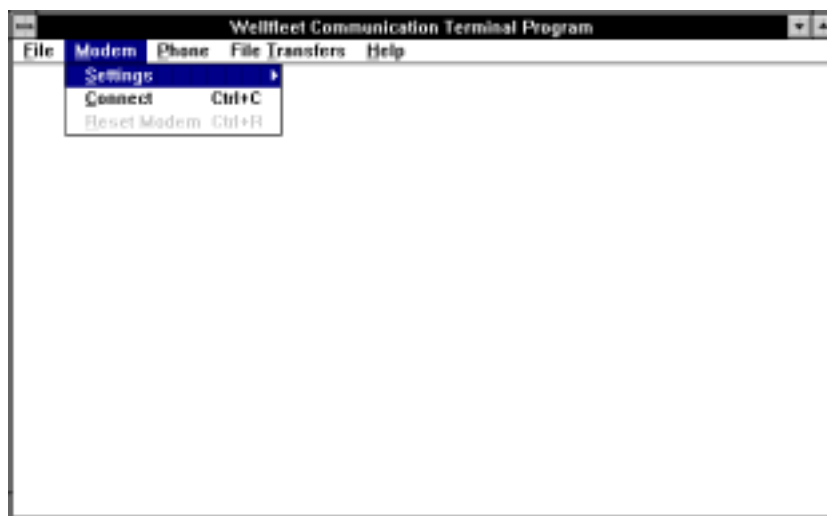 Wellfleet Communication Terminal Program
File Modem Phone File Transfers Help
Settings
Connect Ctrl+C
Reset Modem Ctrl+R